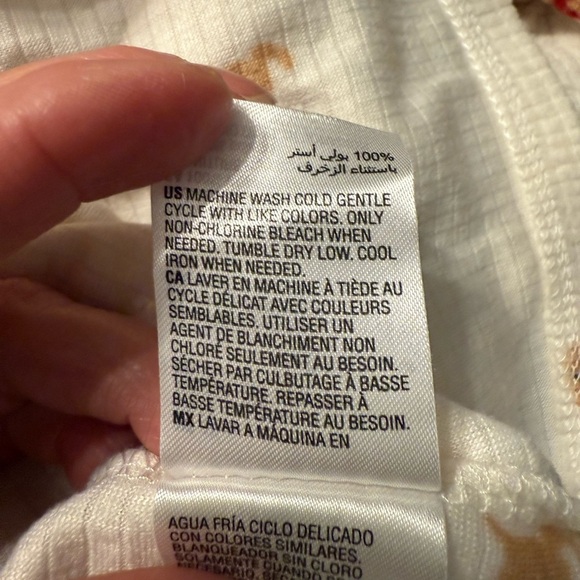 100% بولي أستر
باستثناء الزخرف
US MACHINE WASH COLD GENTLE
CYCLE WITH LIKE COLORS. ONLY
NON-CHLORINE BLEACH WHEN
NEEDED. TUMBLE DRY LOW. COOL
IRON WHEN NEEDED.
CA LAVER EN MACHINE À TIÈDE AU
CYCLE DÉLICAT AVEC COULEURS
SEMBLABLES. UTILISER UN
AGENT DE BLANCHIMENT NON
CHLORÉ SEULEMENT AU BESOIN.
SÉCHER PAR CULBUTAGE À BASSE
TEMPÉRATURE. REPASSER À
BASSE TEMPÉRATURE AU BESOIN.
MX LAVAR A MÁQUINA EN
AGUA FRÍA CICLO DELICADO
CON COLORES SIMILARES.
BLANQUEADOR SIN CLORO
SOLAMENTE CUANDO SEA